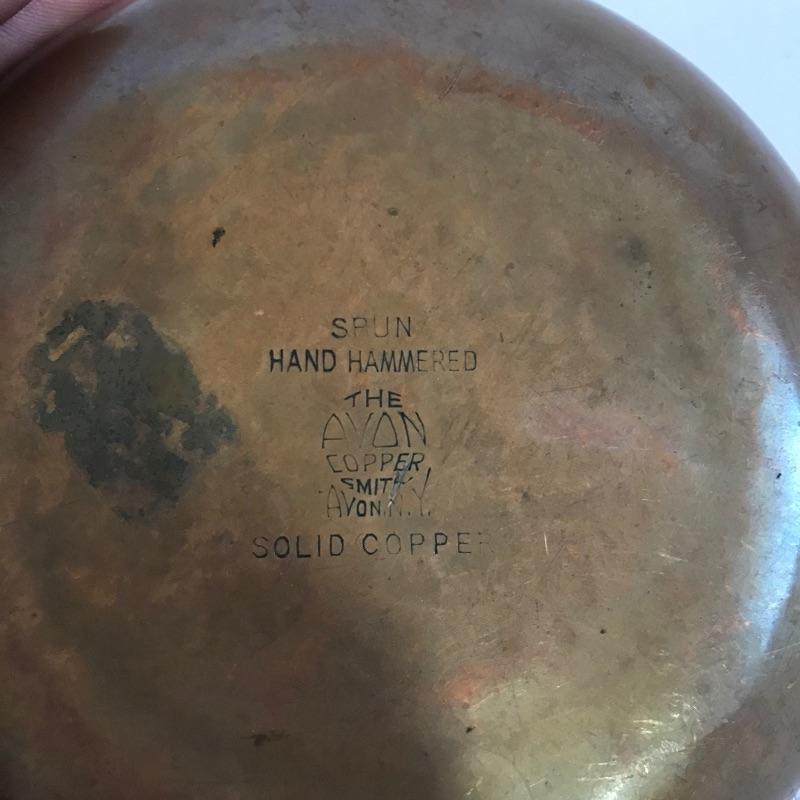 SPUN
HAND HAMMERED
THE
AVON
COPPER
SMITH
AVON, N.Y.
SOLID COPPER